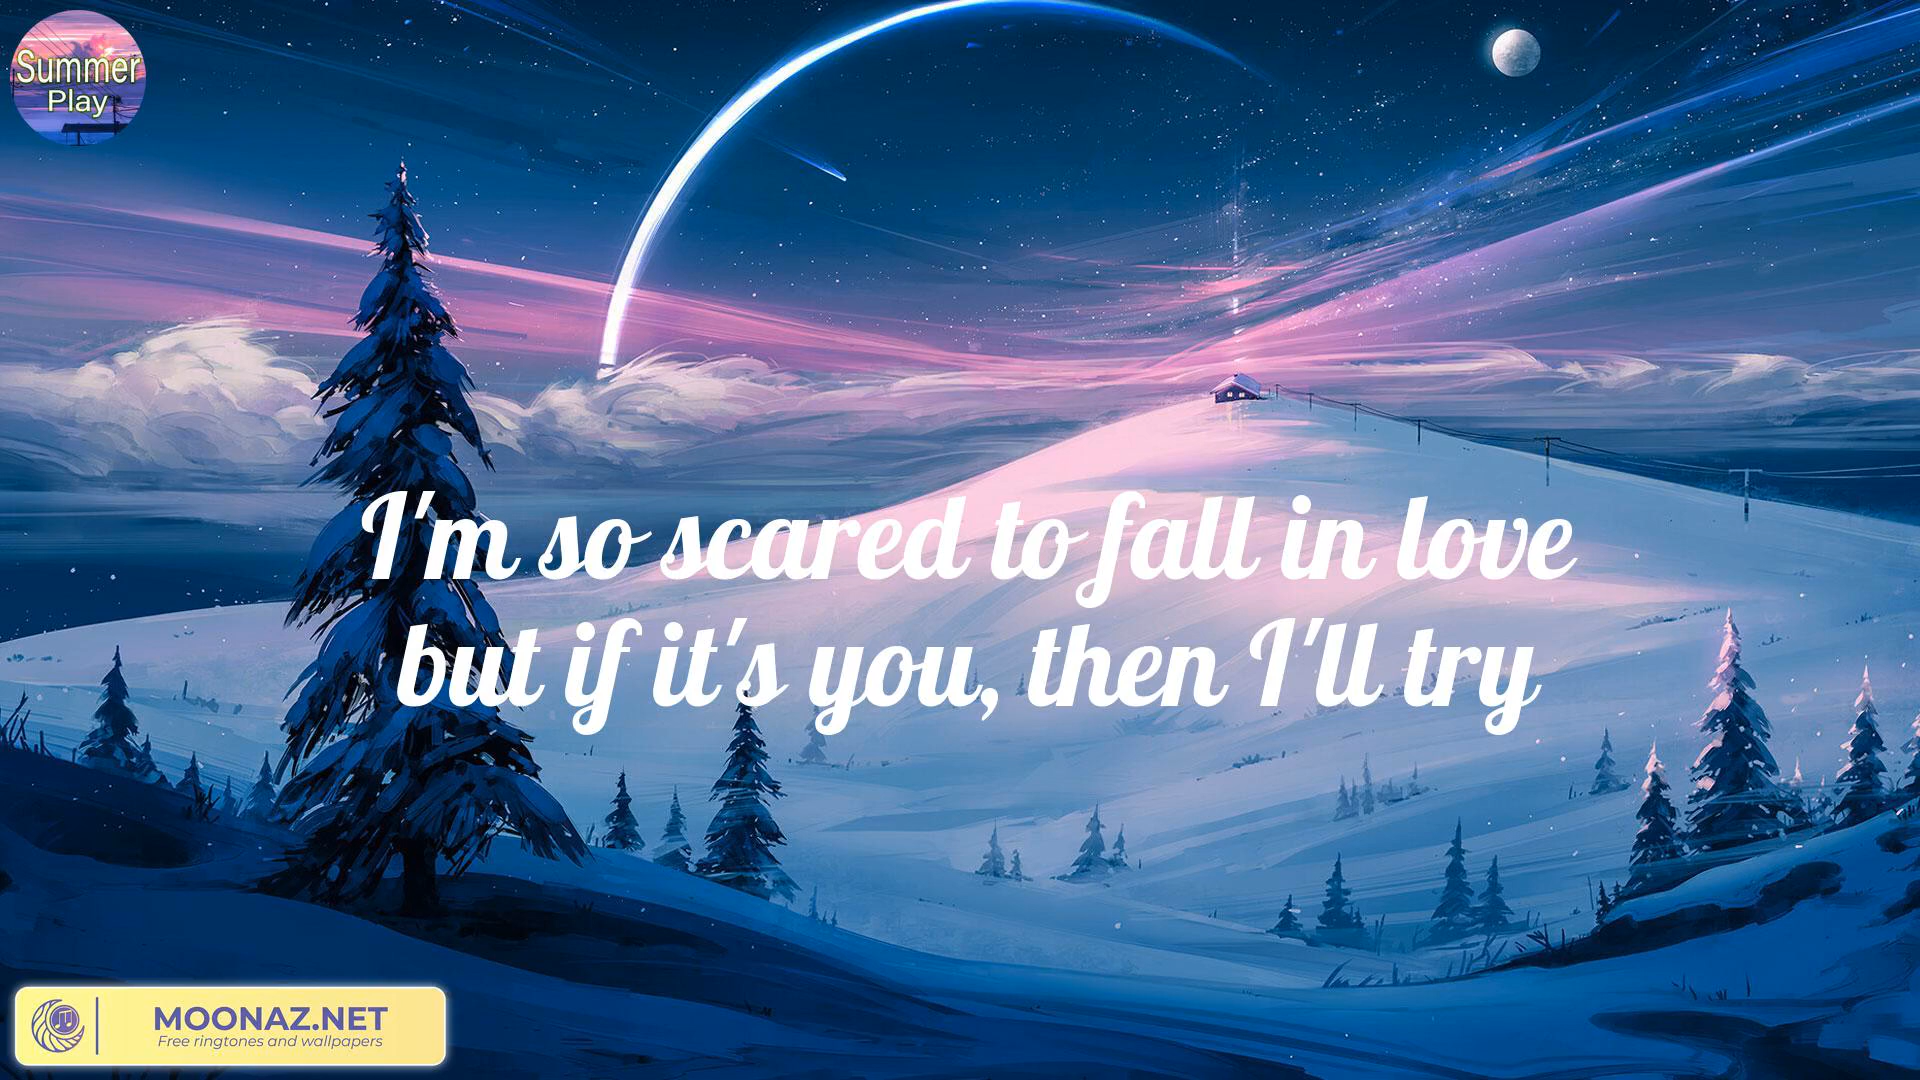 Summer
Play
I'm so scared to fall in love
but if it's you, then I'll try
MOONAZ.NET
Free ringtones and wallpapers